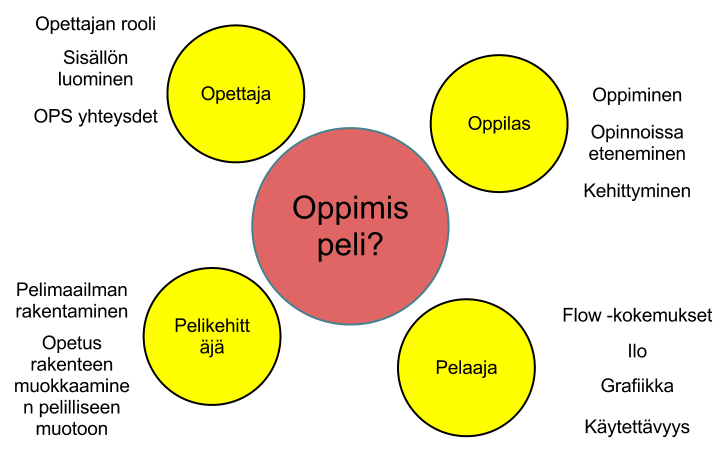 Opettajan rooli
Sisällön
luominen
OPS yhteysdet
Opettaja
Oppilas
Oppiminen
Opinnoissa
eteneminen
Kehittyminen
Oppimis
peli?
Pelimaailman
rakentaminen
Opetus
rakenteen
muokkaamine
n pelilliseen
muotoon
Pelikehitt
äjä
Pelaaja
Flow -kokemukset
Ilo
Grafiikka
Käytettävyys